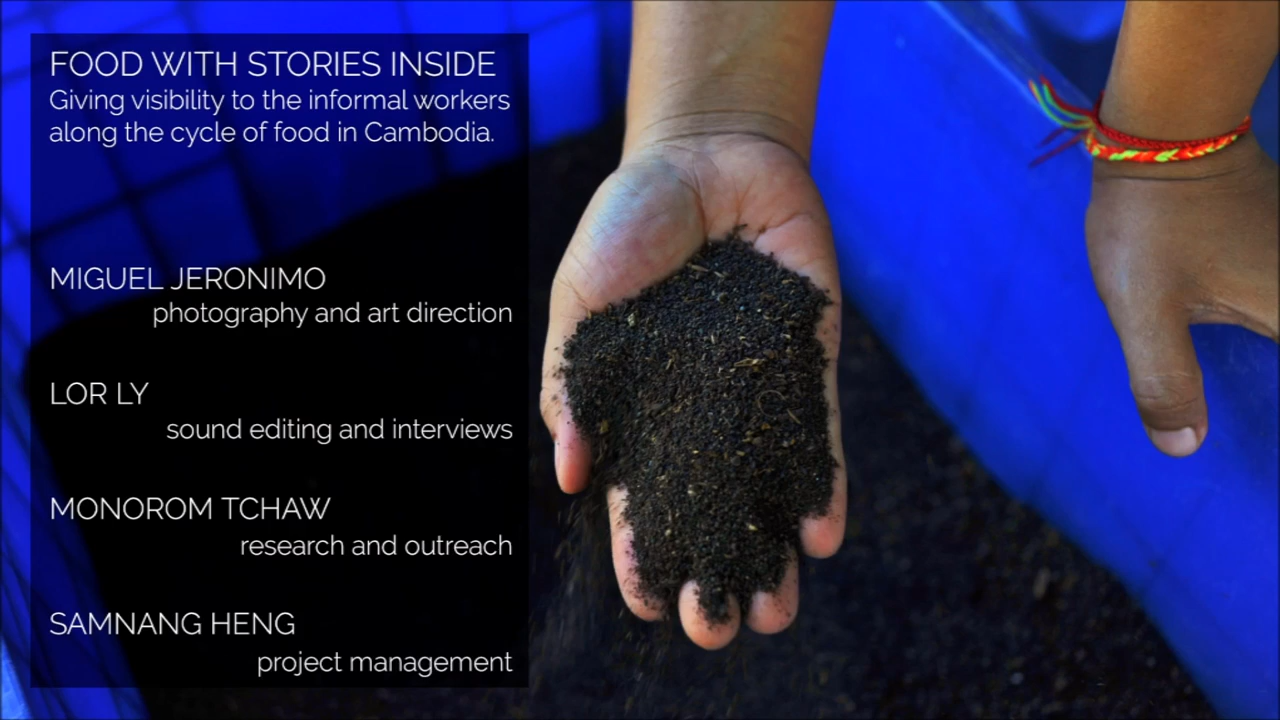 FOOD WITH STORIES INSIDE
Giving visibility to the informal workers
along the cycle of food in Cambodia.
MIGUEL JERONIMO
photography and art direction
LOR LY
sound editing and interviews
MONOROM TCHAW
research and outreach
SAMNANG HENG
project management